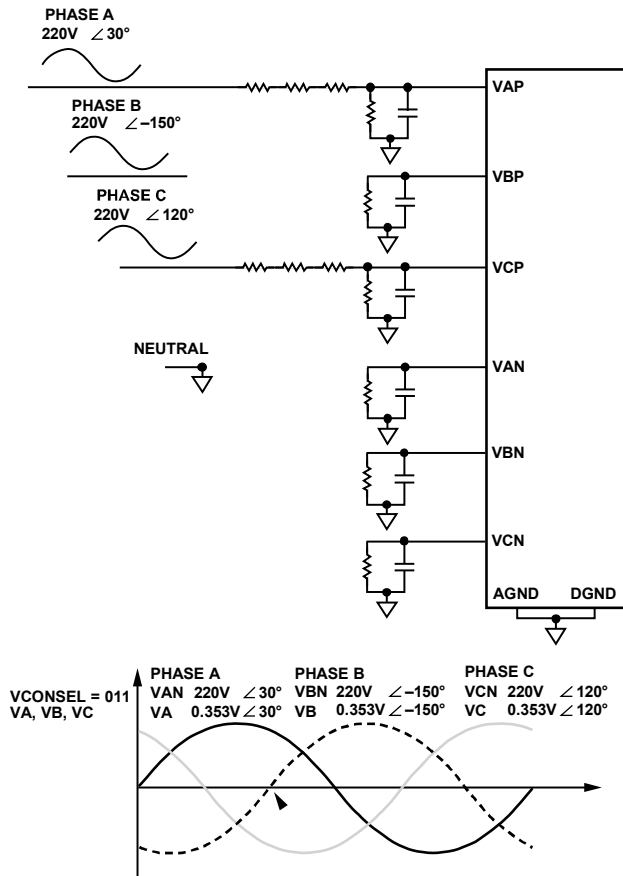 PHASE A
220V ∠30°
PHASE B
220V ∠–150°
PHASE C
220V ∠120°
NEUTRAL
VAP
VBP
VCP
VAN
VBN
VCN
AGND DGND
VCONSEL = 011
VA, VB, VC
PHASE A
VAN 220V ∠30°
VA 0.353V ∠30°
PHASE B
VBN 220V ∠–150°
VB 0.353V ∠–150°
PHASE C
VCN 220V ∠120°
VC 0.353V ∠120°